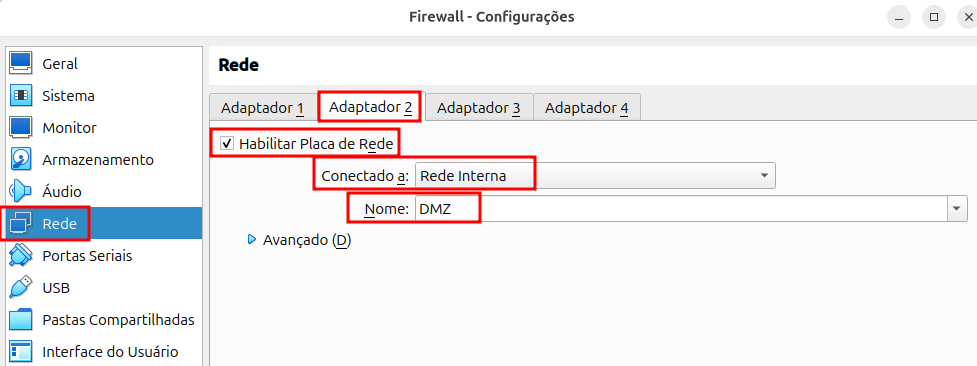 Firewall - Configurações
Geral
Sistema
Monitor
Armazenamento
Áudio
Rede
Portas Seriais
USB
Pastas Compartilhadas
Interface do Usuário
Rede
Adaptador 1 Adaptador 2 Adaptador 3 Adaptador 4
Habilitar Placa de Rede
Conectado a: Rede Interna
Nome: DMZ
Avançado (D)